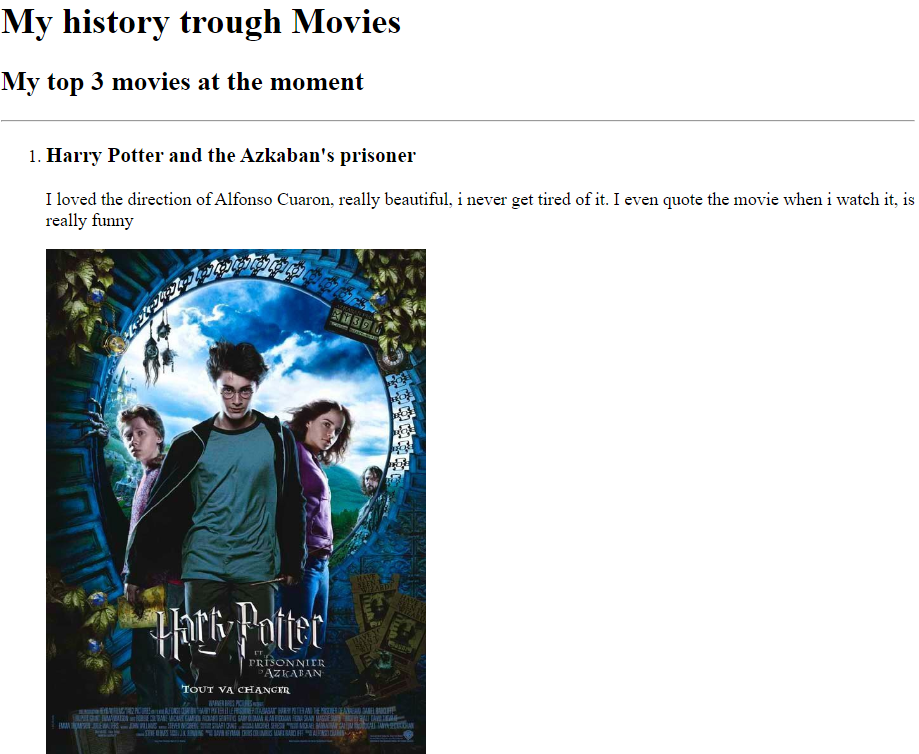 My history trough Movies
My top 3 movies at the moment
1. Harry Potter and the Azkaban's prisoner
I loved the direction of Alfonso Cuaron, really beautiful, i never get tired of it. I even quote the movie when i watch it, is
really funny
Harry Potter
ET LE
PRISONNIER
D'AZKABAN
TOUT VA CHANGER